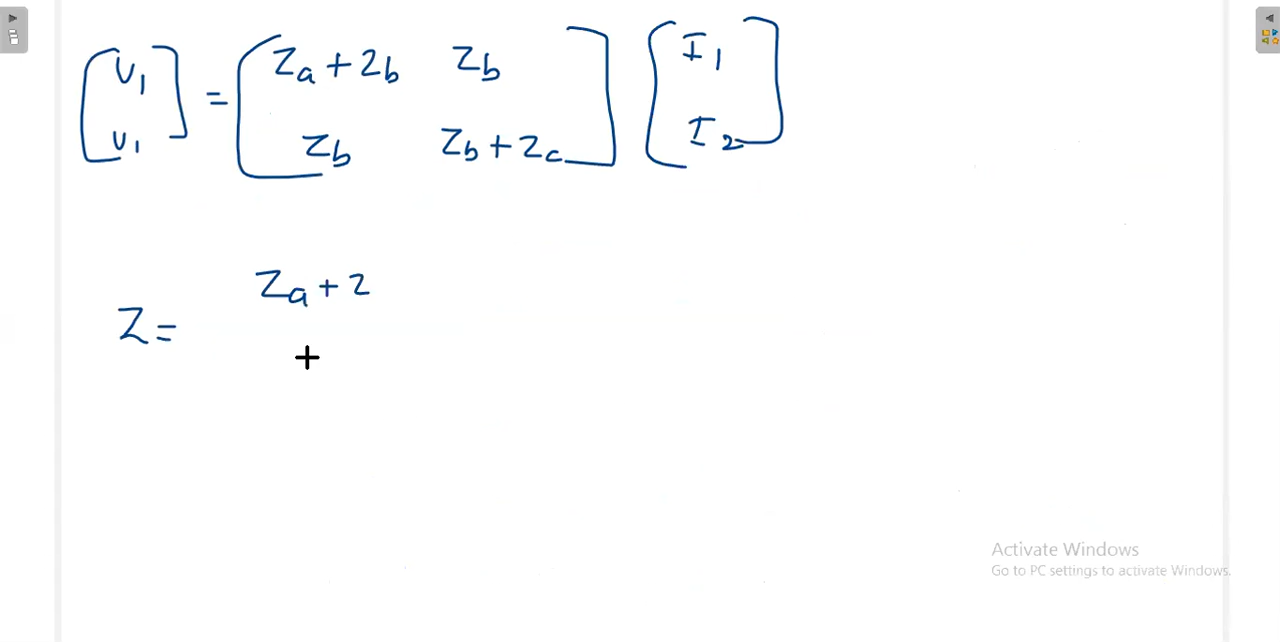 [V1 V1] = [Za + Zb Zb Zb Zb + Zc] [I1 I2]
Z = Za + Z
Activate Windows
Go to PC settings to activate Windows.